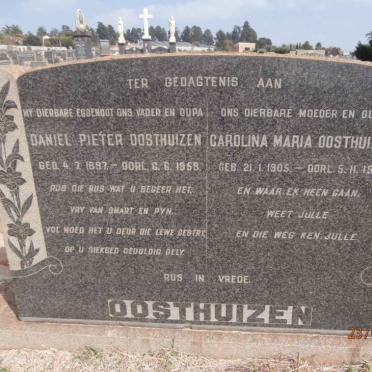 TER GEDAGTENIS AAN
MY DIERBARE EGGENOOT ONS VADER EN OUPA
DANIEL PIETER OOSTHUIZEN
GEB. 4. 7. 1897. — OORL. 6. 6. 1958.
RUS DIE RUS WAT U BEGEER HET,
VRY VAN SMART EN PYN.
VOL MOED HET U DEUR DIE LEWE GESTRY,
OP U SIEKBED GEDULDIG GELY.
ONS DIERBARE MOEDER EN OU
CAROLINA MARIA OOSTHUI
GEB. 21. 1. 1905. — OORL. 5. 11. 19
EN WAAR EK HEEN GAAN,
WEET JULLE
EN DIE WEG KEN JULLE.
RUS IN VREDE.
OOSTHUIZEN
23/